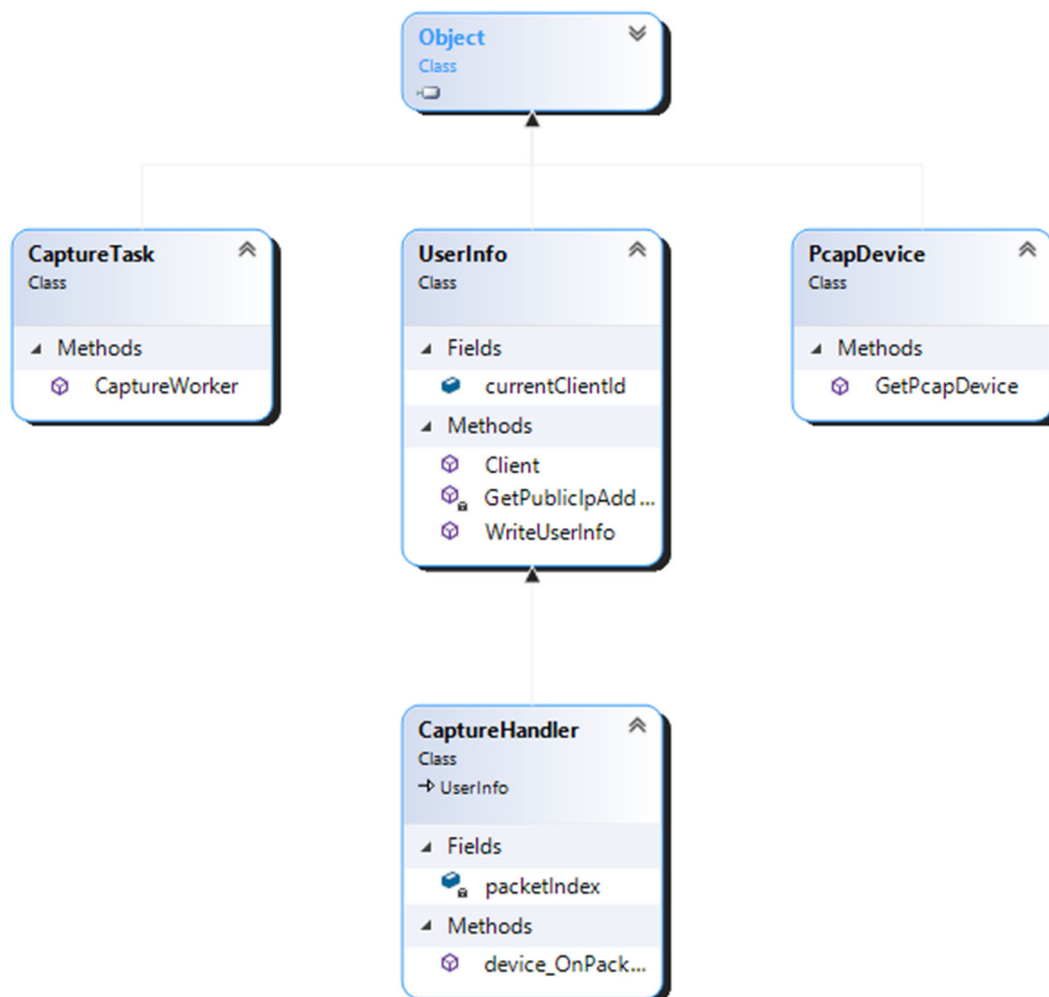 Object
Class
CaptureTask
Class
Methods
CaptureWorker
UserInfo
Class
Fields
currentClientId
Methods
Client
GetPublicIpAdd ...
WriteUserInfo
PcapDevice
Class
Methods
GetPcapDevice
CaptureHandler
Class
UserInfo
Fields
packetIndex
Methods
device_OnPack...